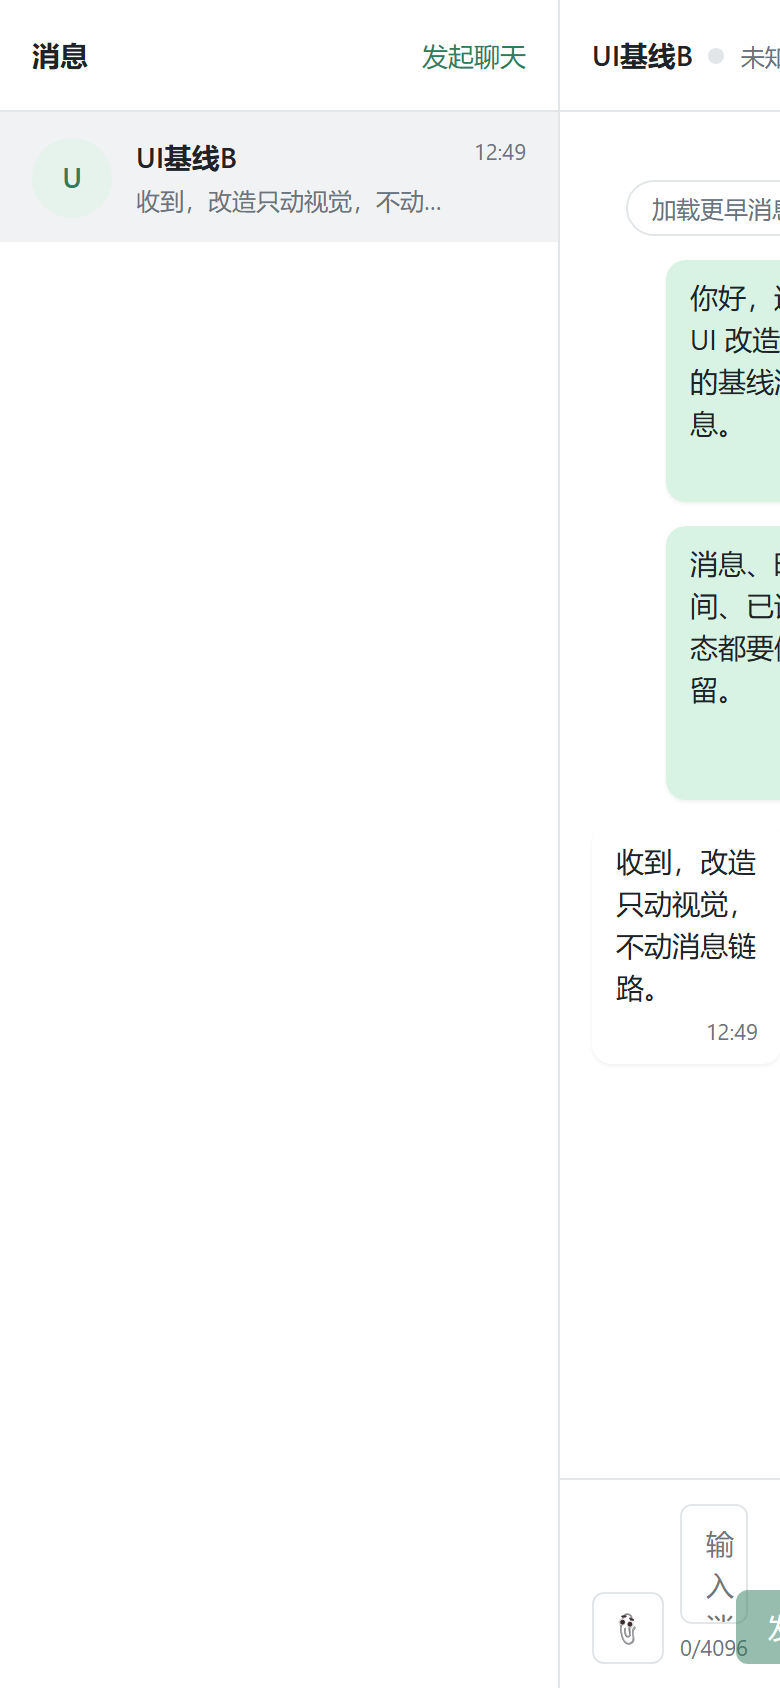 消息
发起聊天
U
UI基线B
12:49
收到，改造只动视觉，不动...
UI基线B
未知
加载更早消息
你好，
UI 改造
的基线
息。
消息、
间、已
态都要
留。
收到，改造
只动视觉，
不动消息链
路。
12:49
输
入
0/4096